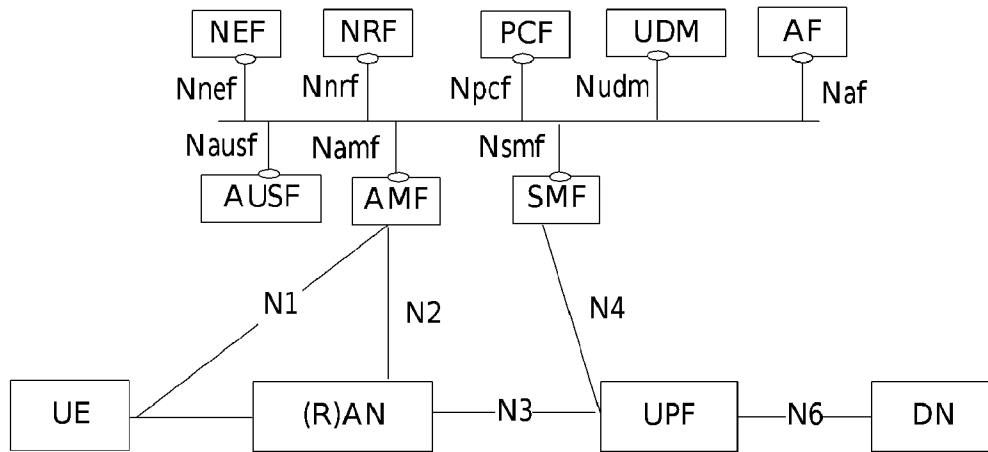 NEF NRF PCF UDM AF
Nnef Nnrf Npcf Nudm Naf
Nausf Namf Nsmf
AUSF AMF SMF
N1 N2 N4
UE (R)AN N3 UPF N6 DN